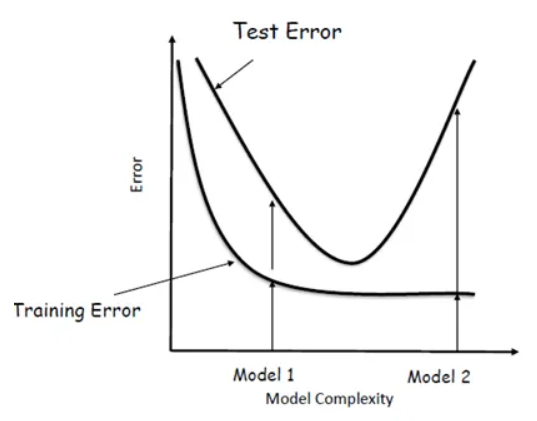 Test Error
Error
Training Error
Model 1
Model 2
Model Complexity